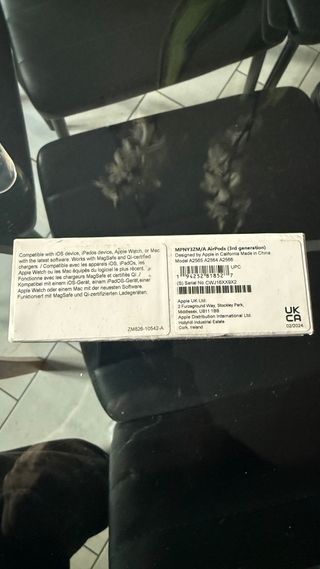 Compatible with iOS device, iPados device, Apple Watch, or Mac
with the latest software. Works with MagSafe and Qi-certified
chargers / Compatible avec les appareils iOS, iPadOs, les
Apple Watch ou les Mac équipés du logiciel le plus récent.
Fonctionne avec les chargeurs MagSafe et certifiés Qi /
Kompatibel mit einem iOS-Gerät, einem iPadOS-Gerät, einer
Apple Watch oder einem Mac mit der neuesten Software.
Funktioniert mit MagSafe und Qi-zertifizierten Ladegeräten.
ZM826-10542-A
MPNY3ZM/A AirPods (3rd generation)
Designed by Apple in California Made in China
Model A2565 A2564 A2566
UPC
1 94252 81852 7
(S) Serial No.
Apple UK Ltd.
2 Furzeground Way, Stockley Park,
Middlesex, UB11 1BB
Apple Distribution International Ltd.
Hollyhill Industrial Estate
Cork, Ireland
UK
CA
02/2024